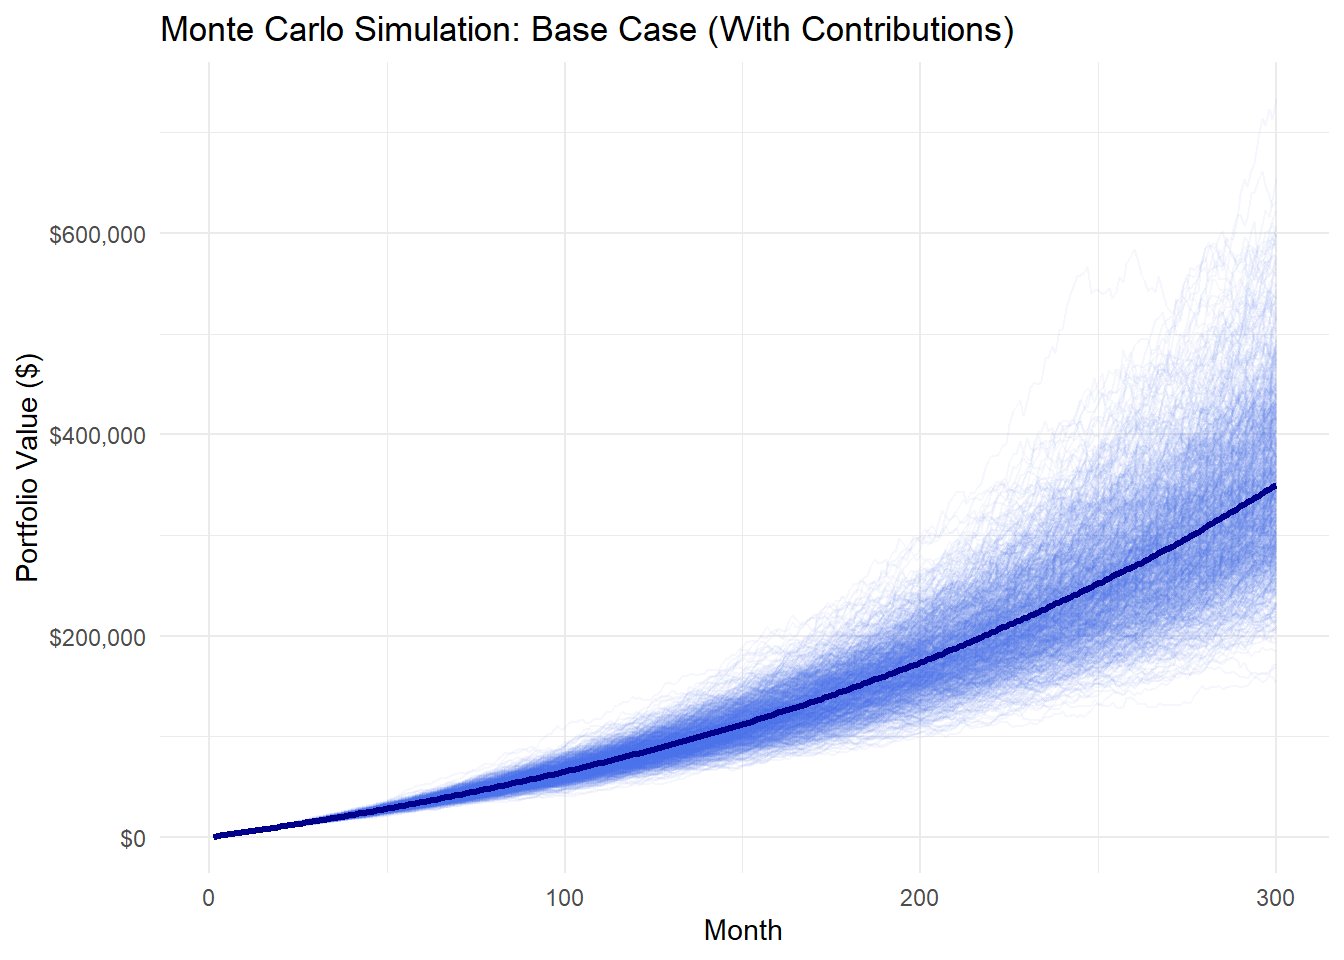 Monte Carlo Simulation: Base Case (With Contributions)
Portfolio Value ($)
$600,000
$400,000
$200,000
$0
0 100 200 300
Month